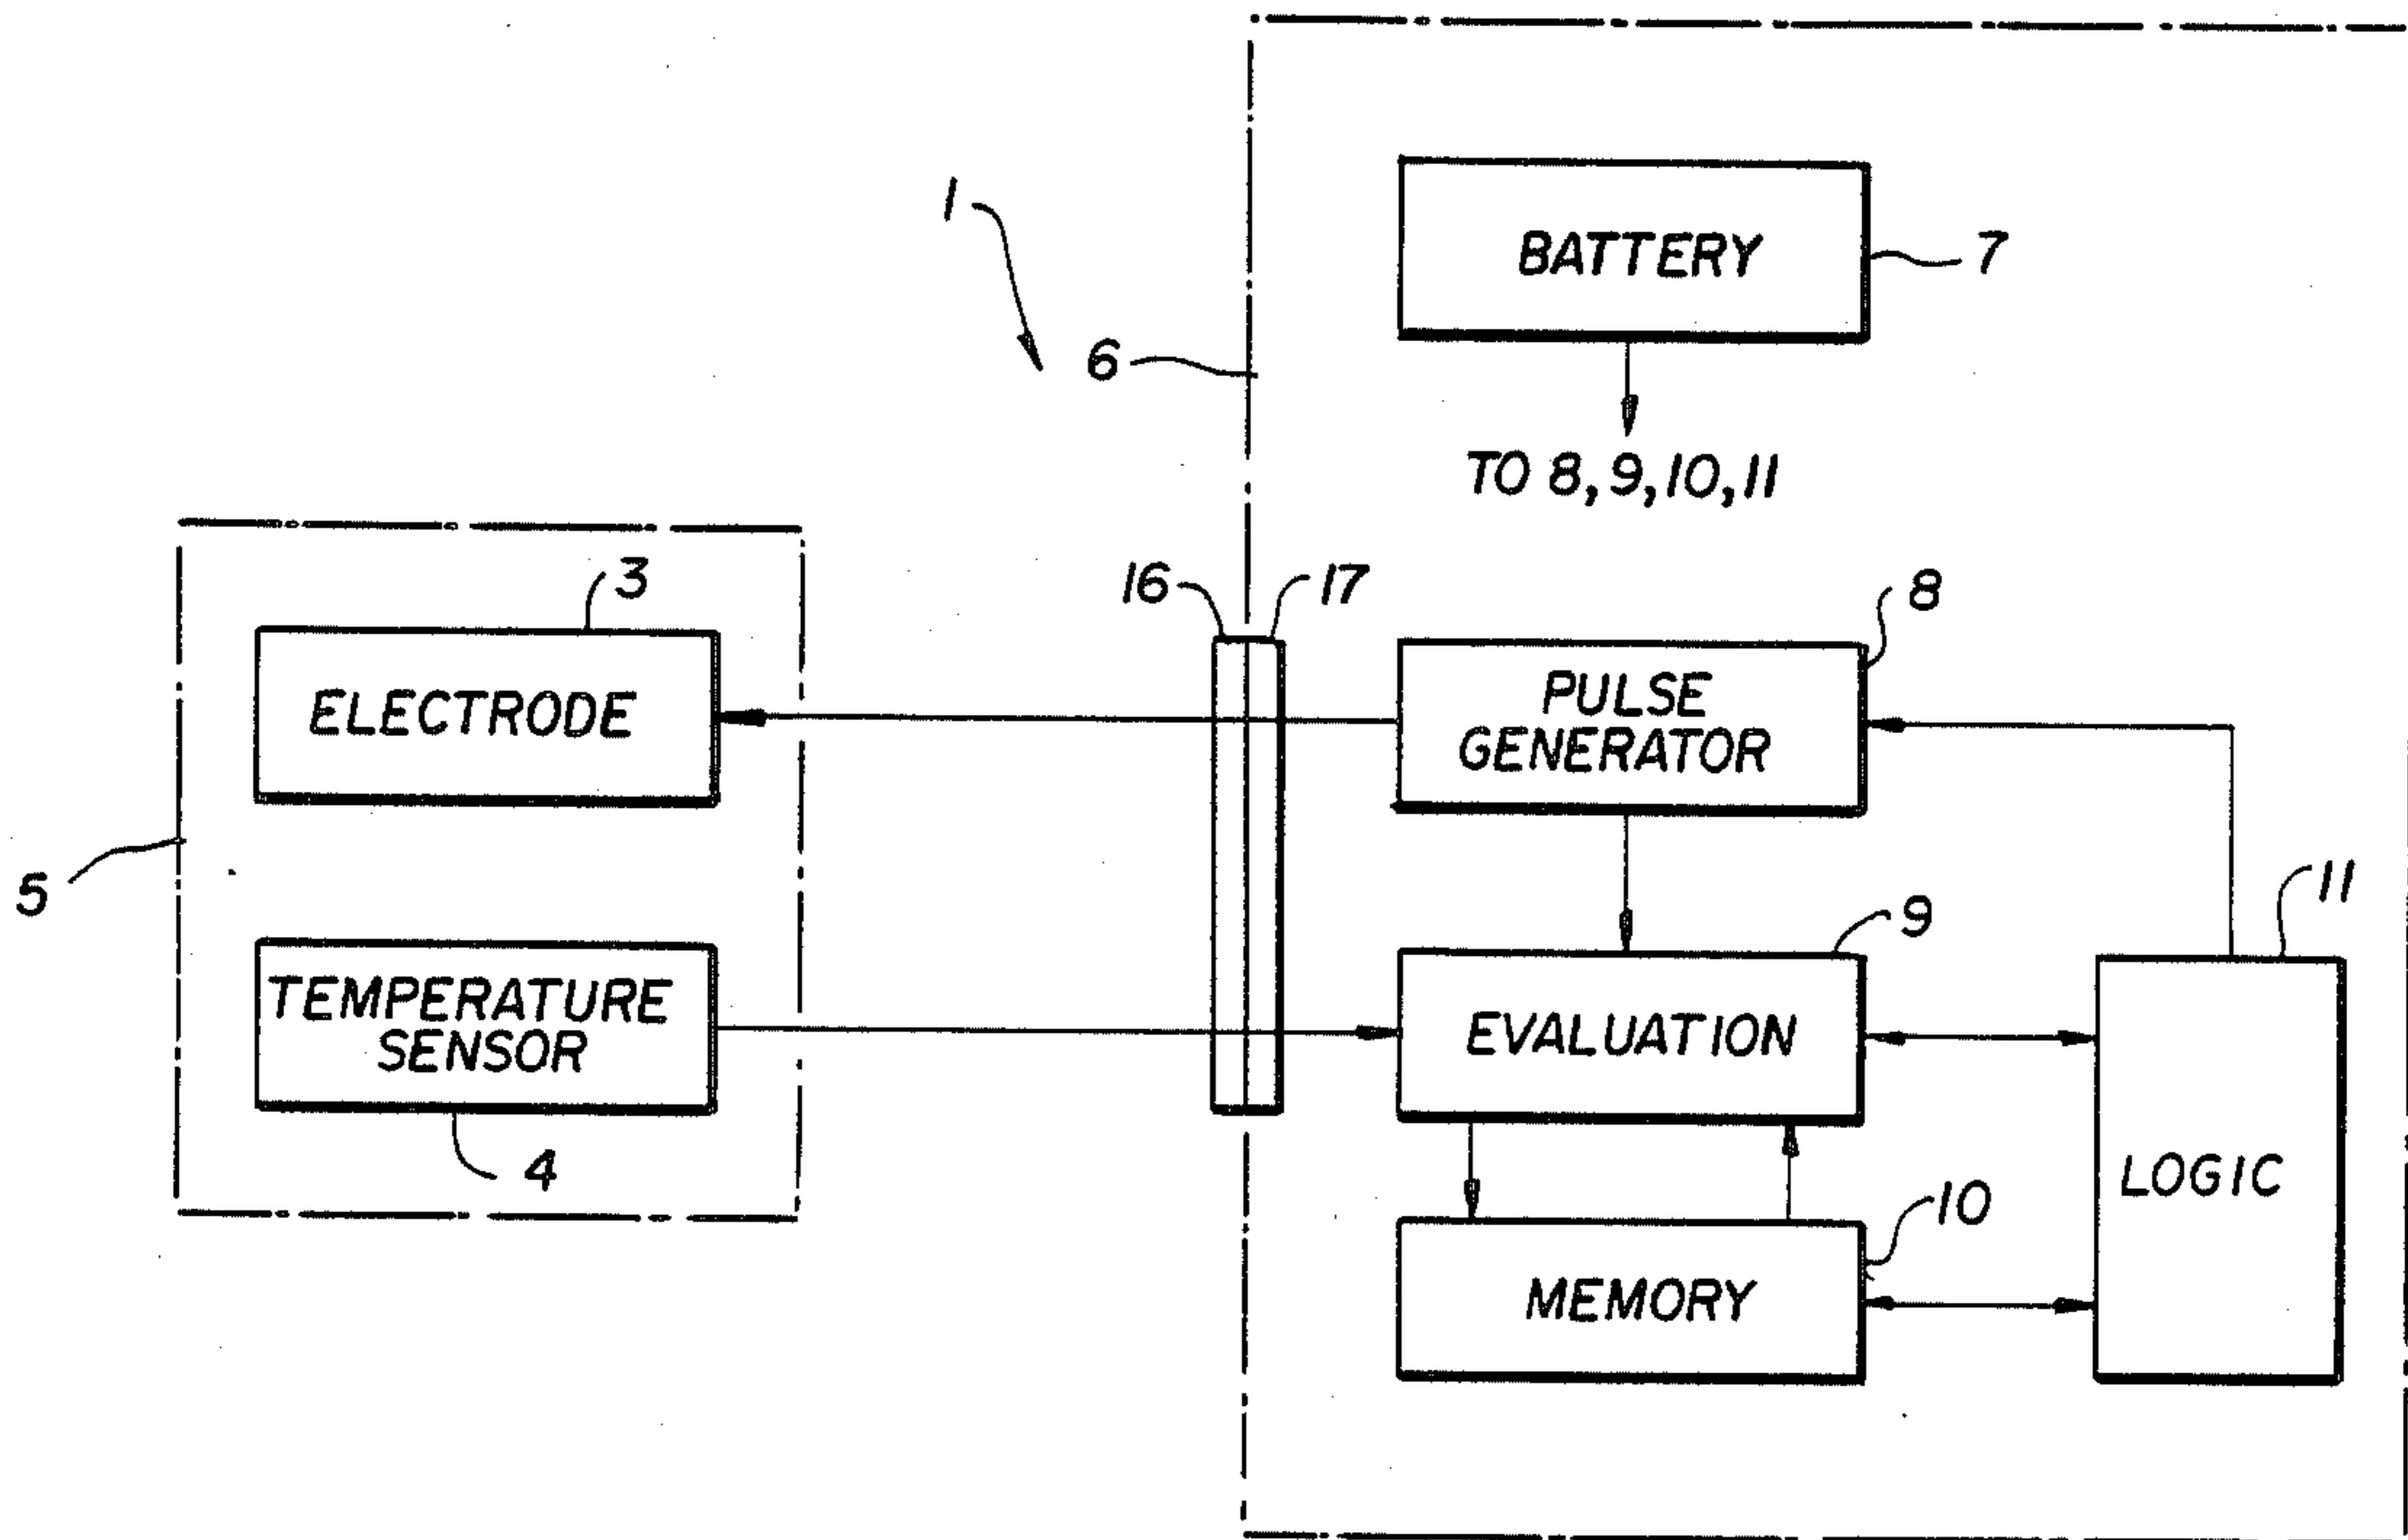 1
BATTERY
7
6
TO 8, 9, 10, 11
3
16
17
8
ELECTRODE
PULSE
GENERATOR
5
9
11
TEMPERATURE
SENSOR
EVALUATION
4
LOGIC
10
MEMORY